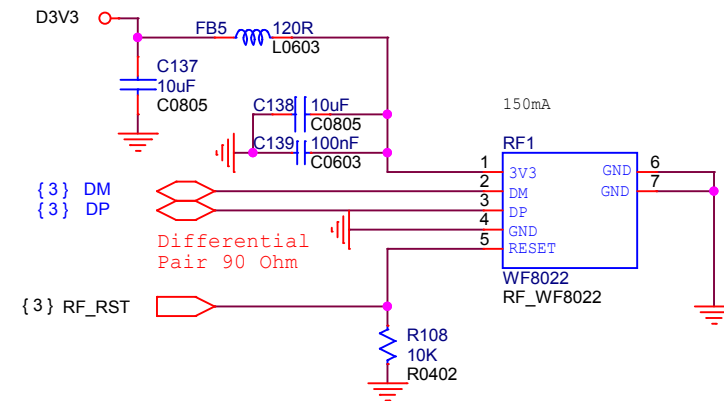 D3V3
FB5 120R
L0603
C137
10uF
C0805
C138 10uF
C0805
C139 100nF
C0603
150mA
RF1
1 3V3 GND 6
2 DM GND 7
3 DP
4 GND
5 RESET
WF8022
RF_WF8022
{3} DM
{3} DP
Differential
Pair 90 Ohm
{3} RF_RST
R108
10K
R0402